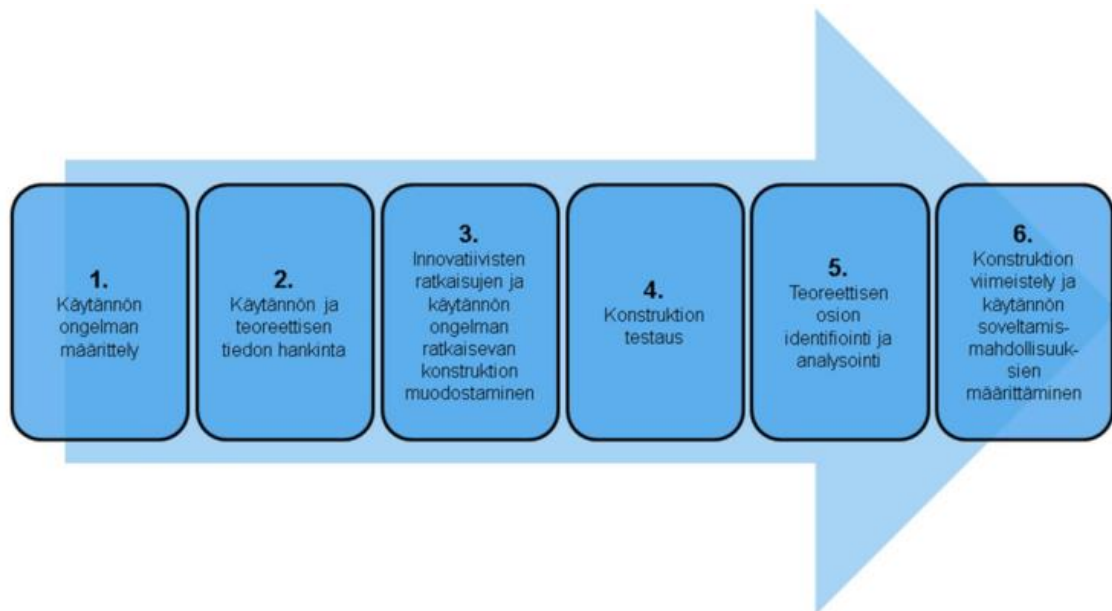 1.
Käytännön
ongelman
määrittely
2.
Käytännön ja
teoreettisen
tiedon hankinta
3.
Innovatiivisten
ratkaisujen ja
käytännön
ongelman
ratkaisevan
konstruktion
muodostaminen
4.
Konstruktion
testaus
5.
Teoreettisen
osion
identifiointi ja
analysointi
6.
Konstruktion
viimeistely ja
käytännön
soveltamis-
mahdollisuuk-
sien
määrittäminen